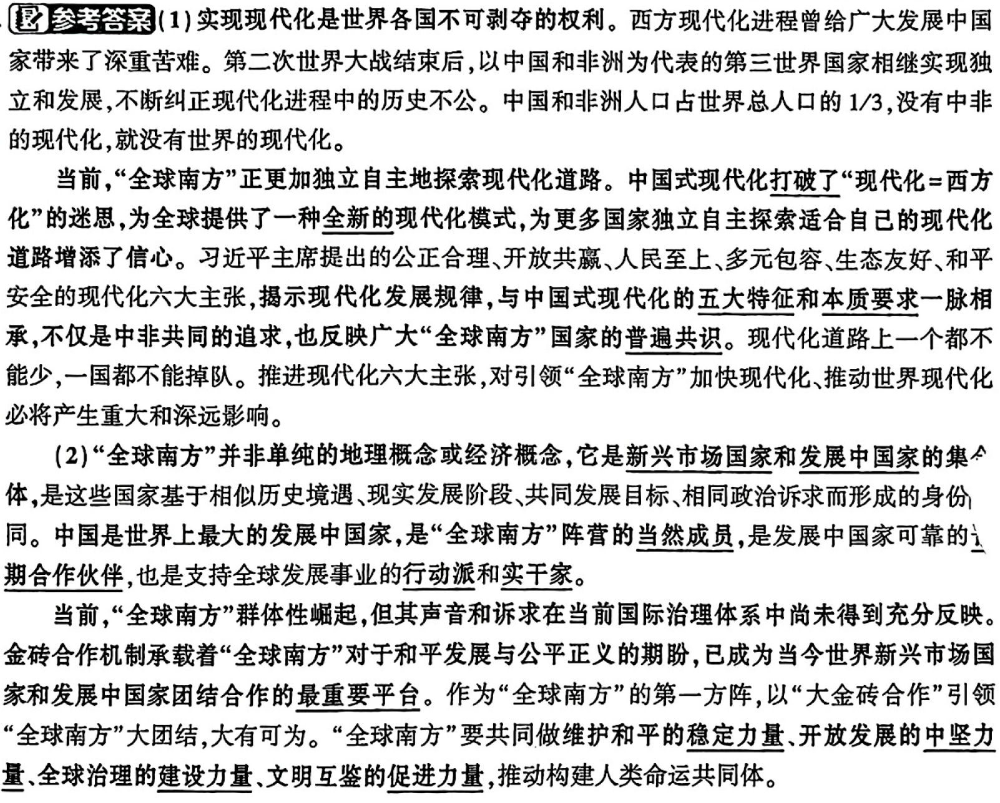 参考答案(1)实现现代化是世界各国不可剥夺的权利。西方现代化进程曾给广大发展中国
家带来了深重苦难。第二次世界大战结束后,以中国和非洲为代表的第三世界国家相继实现独
立和发展,不断纠正现代化进程中的历史不公。中国和非洲人口占世界总人口的1/3,没有中非
的现代化,就没有世界的现代化。
当前,“全球南方”正更加独立自主地探索现代化道路。中国式现代化打破了“现代化=西方
化”的迷思,为全球提供了一种全新的现代化模式,为更多国家独立自主探索适合自己的现代化
道路增添了信心。习近平主席提出的公正合理、开放共赢、人民至上、多元包容、生态友好、和平
安全的现代化六大主张,揭示现代化发展规律,与中国式现代化的五大特征和本质要求一脉相
承,不仅是中非共同的追求,也反映广大“全球南方”国家的普遍共识。现代化道路上一个都不
能少,一国都不能掉队。推进现代化六大主张,对引领“全球南方”加快现代化、推动世界现代化
必将产生重大和深远影响。
(2)“全球南方”并非单纯的地理概念或经济概念,它是新兴市场国家和发展中国家的集
体,是这些国家基于相似历史境遇、现实发展阶段、共同发展目标、相同政治诉求而形成的身份
同。中国是世界上最大的发展中国家,是“全球南方”阵营的当然成员,是发展中国家可靠的
期合作伙伴,也是支持全球发展事业的行动派和实干家。
当前,“全球南方”群体性崛起,但其声音和诉求在当前国际治理体系中尚未得到充分反映。
金砖合作机制承载着“全球南方”对于和平发展与公平正义的期盼,已成为当今世界新兴市场国
家和发展中国家团结合作的最重要平台。作为“全球南方”的第一方阵,以“大金砖合作”引领
“全球南方”大团结,大有可为。“全球南方”要共同做维护和平的稳定力量、开放发展的中坚力
量、全球治理的建设力量、文明互鉴的促进力量,推动构建人类命运共同体。